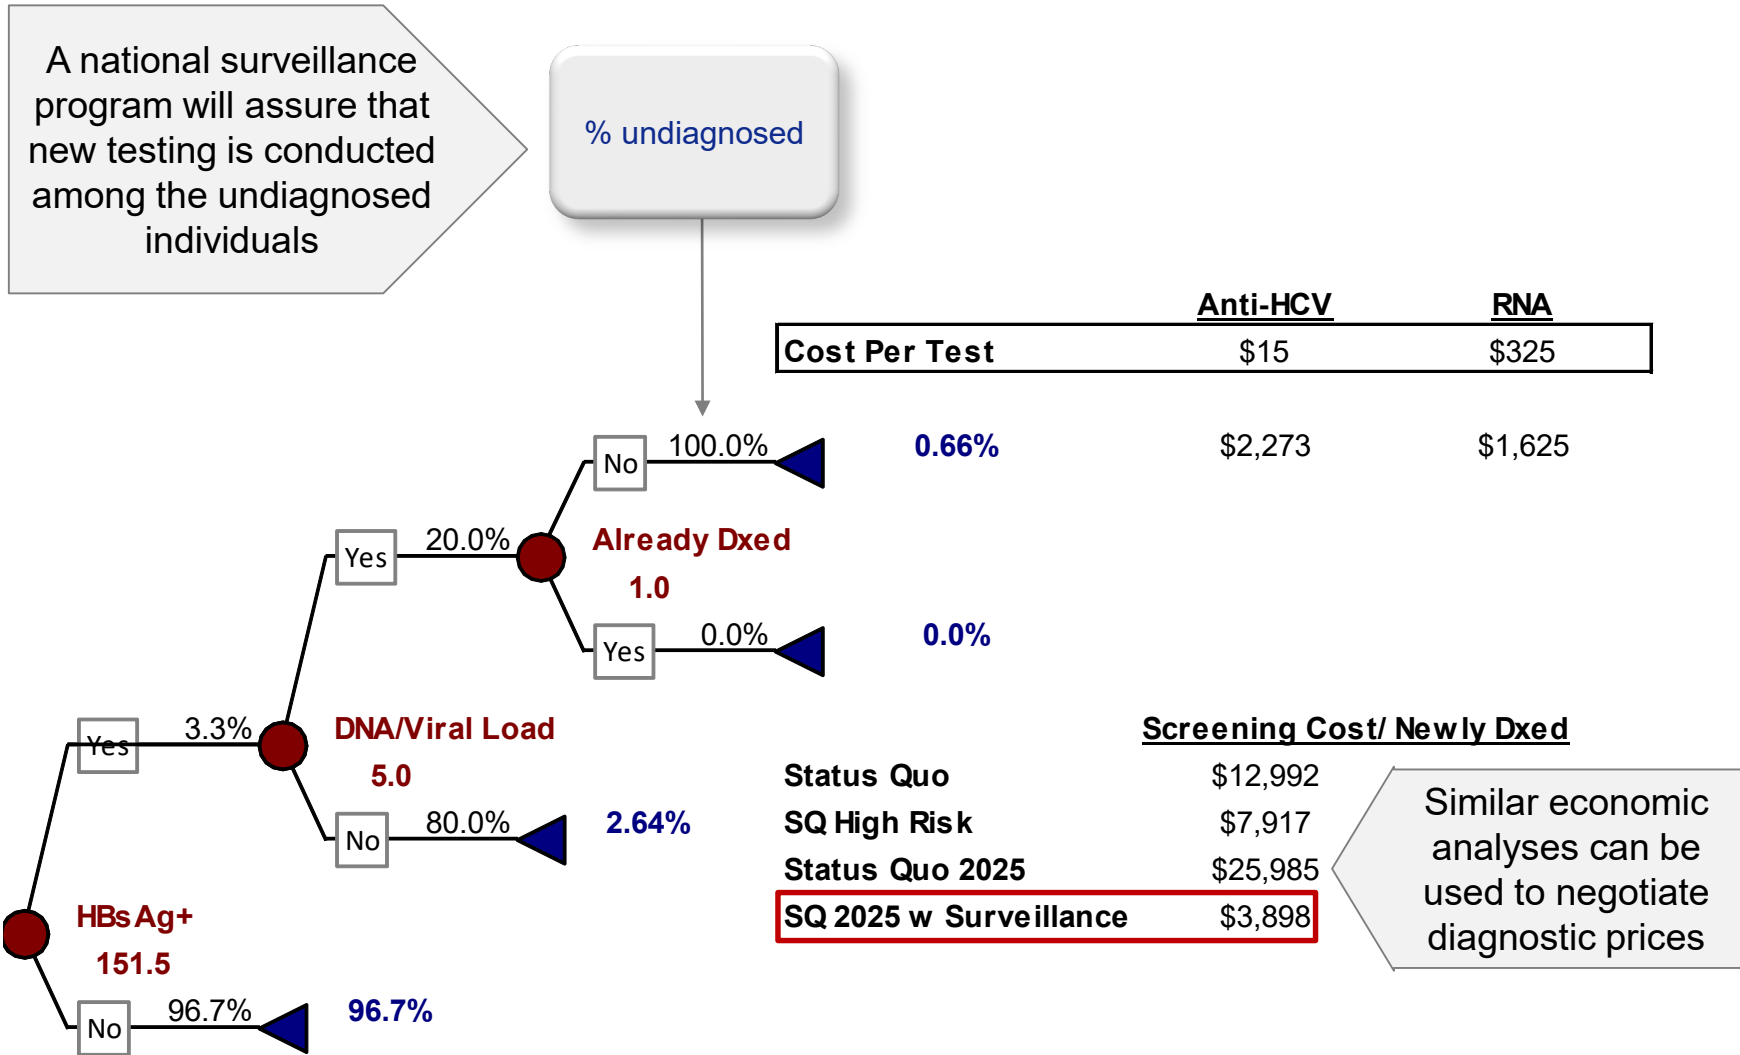 A national surveillance
program will assure that
new testing is conducted
among the undiagnosed
individuals
% undiagnosed
Anti-HCV RNA
Cost Per Test $15 $325
No 100.0% 0.66% $2,273 $1,625
Yes 20.0% Already Dxed
1.0
Yes 0.0% 0.0%
Yes 3.3% DNA/Viral Load
5.0
No 80.0% 2.64%
HBsAg+
151.5
No 96.7% 96.7%
Screening Cost/ Newly Dxed
Status Quo $12,992
SQ High Risk $7,917
Status Quo 2025 $25,985
SQ 2025 w Surveillance $3,898
Similar economic
analyses can be
used to negotiate
diagnostic prices